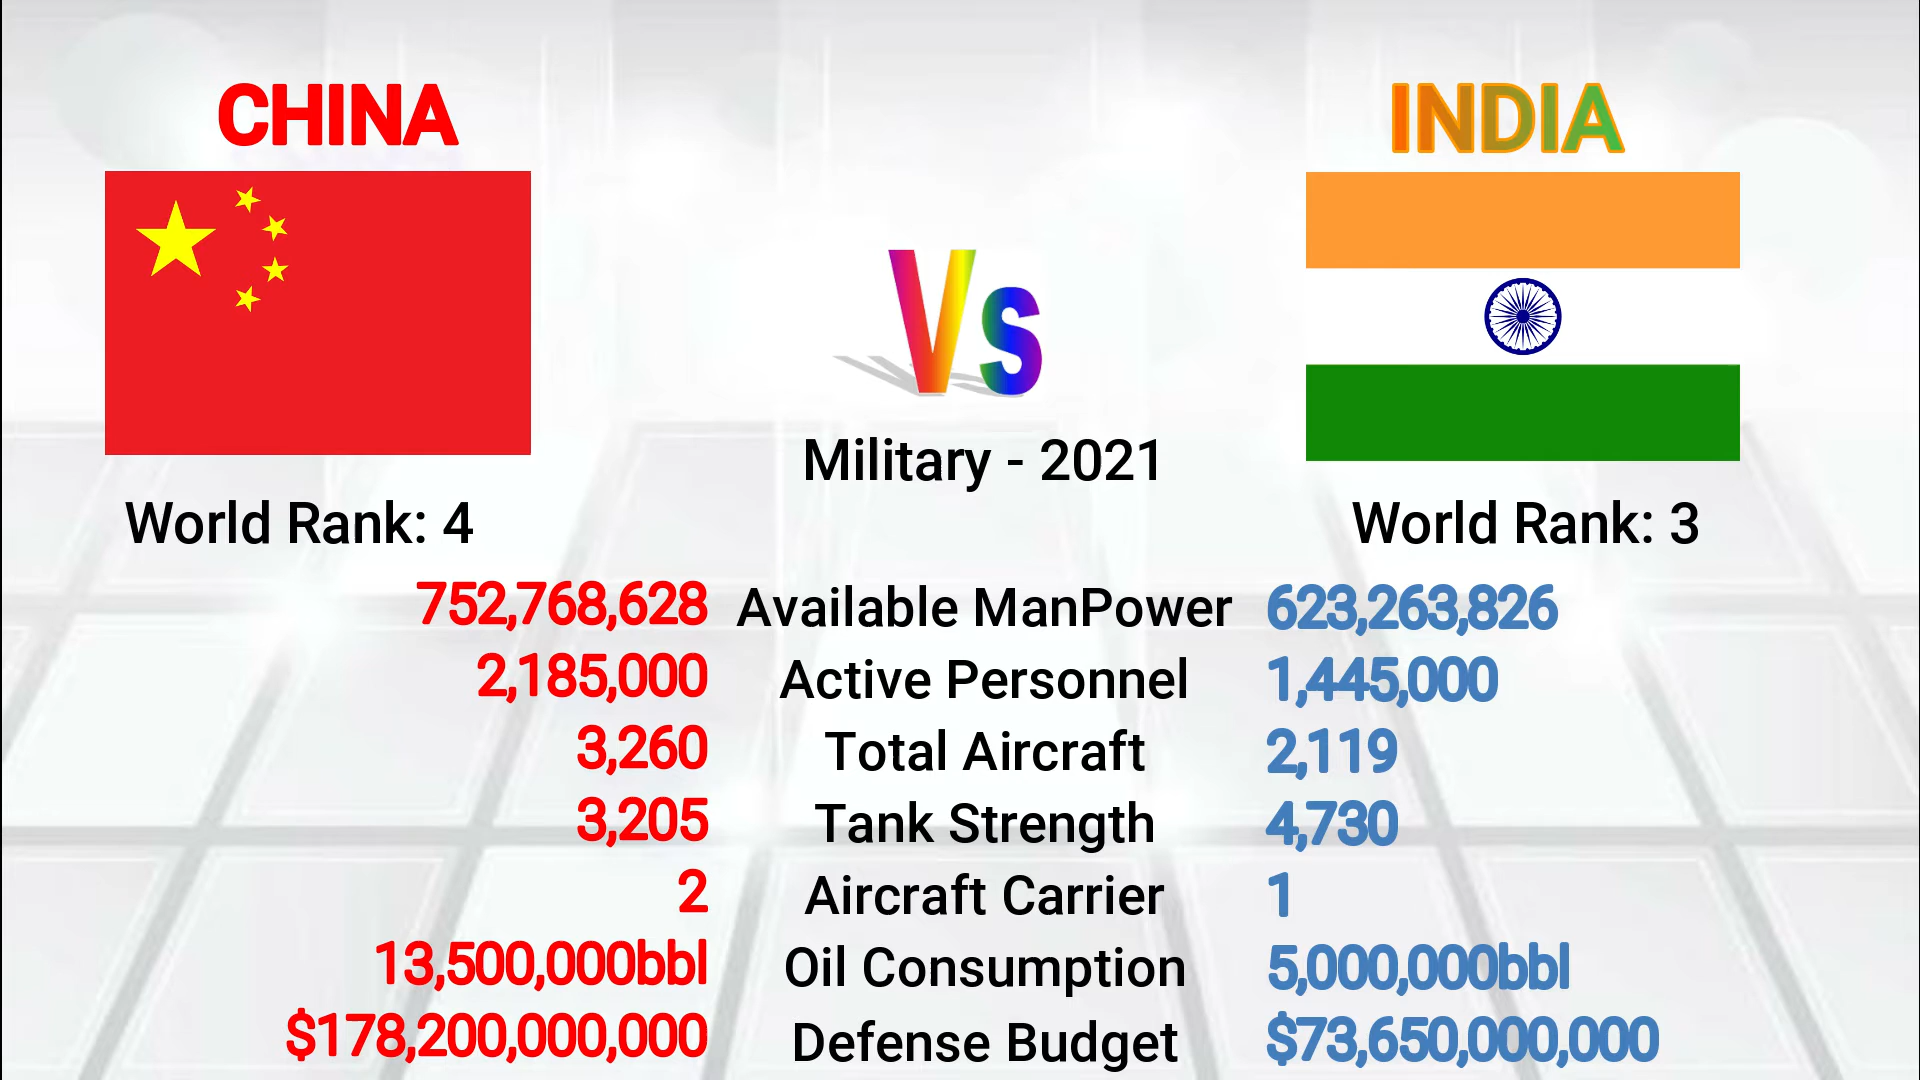 CHINA
INDIA
Vs
Military - 2021
World Rank: 4
World Rank: 3
752,768,628 Available ManPower 623,263,826
2,185,000 Active Personnel 1,445,000
3,260 Total Aircraft 2,119
3,205 Tank Strength 4,730
2 Aircraft Carrier 1
13,500,000bbl Oil Consumption 5,000,000bbl
$178,200,000,000 Defense Budget $73,650,000,000